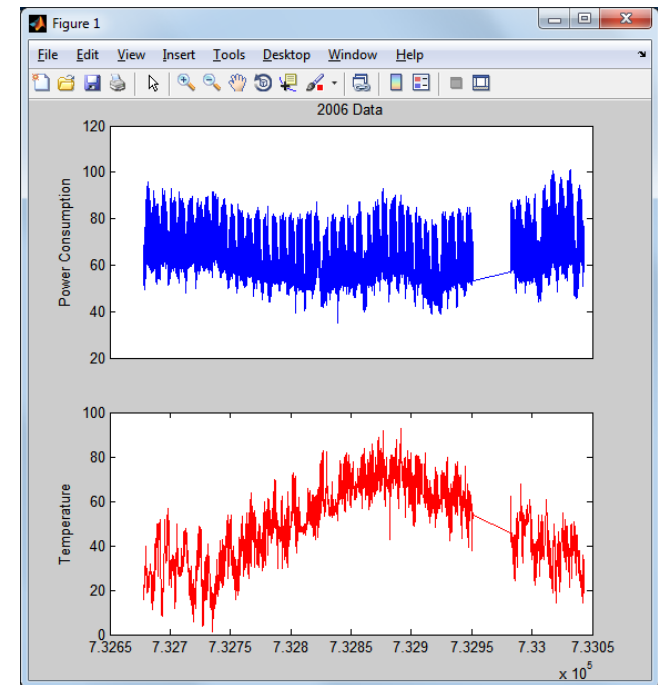 Figure 1
File Edit View Insert Tools Desktop Window Help
2006 Data
120
100
80
60
40
20
Power Consumption
100
80
60
40
20
0
Temperature
7.3265 7.327 7.3275 7.328 7.3285 7.329 7.3295 7.33 7.3305
x 10^5